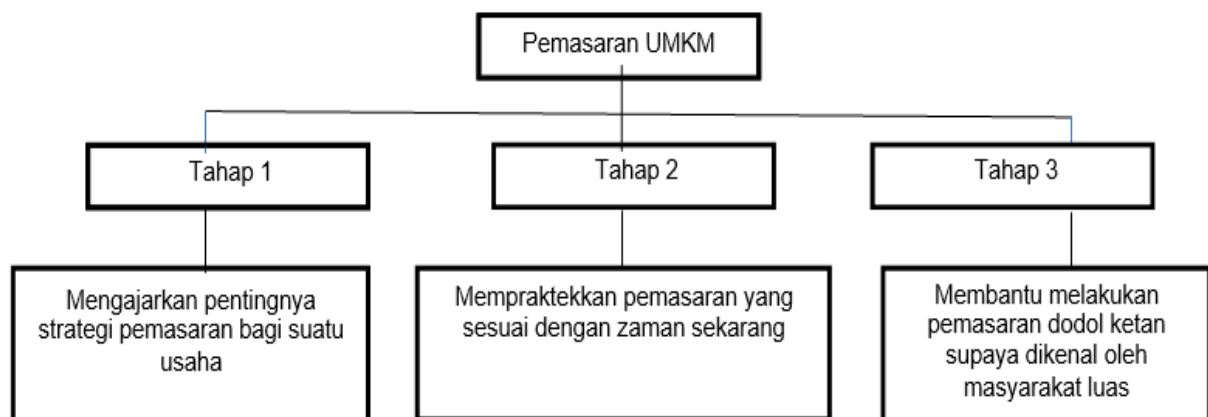 Pemasaran UMKM
Tahap 1
Tahap 2
Tahap 3
Mengajarkan pentingnya
strategi pemasaran bagi suatu
usaha
Mempraktekkan pemasaran yang
sesuai dengan zaman sekarang
Membantu melakukan
pemasaran dodol ketan
supaya dikenal oleh
masyarakat luas